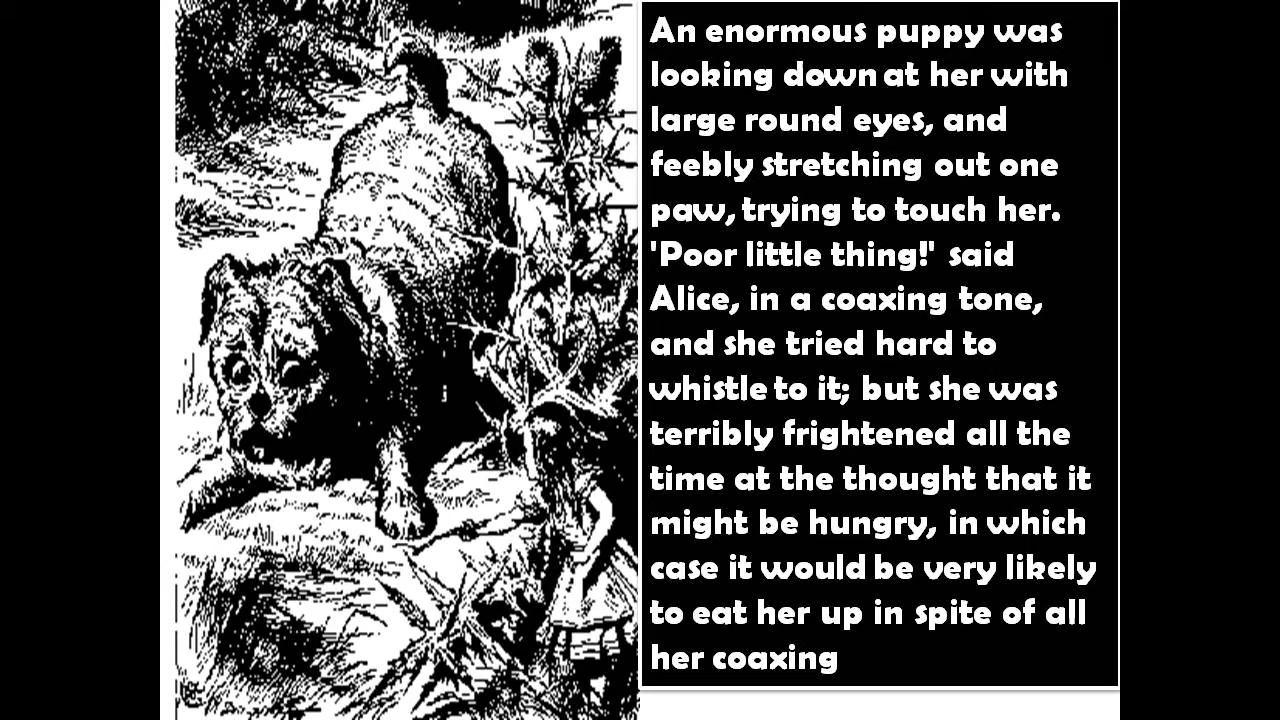 An enormous puppy was
looking down at her with
large round eyes, and
feebly stretching out one
paw, trying to touch her.
'Poor little thing!' said
Alice, in a coaxing tone,
and she tried hard to
whistle to it; but she was
terribly frightened all the
time at the thought that it
might be hungry, in which
case it would be very likely
to eat her up in spite of all
her coaxing